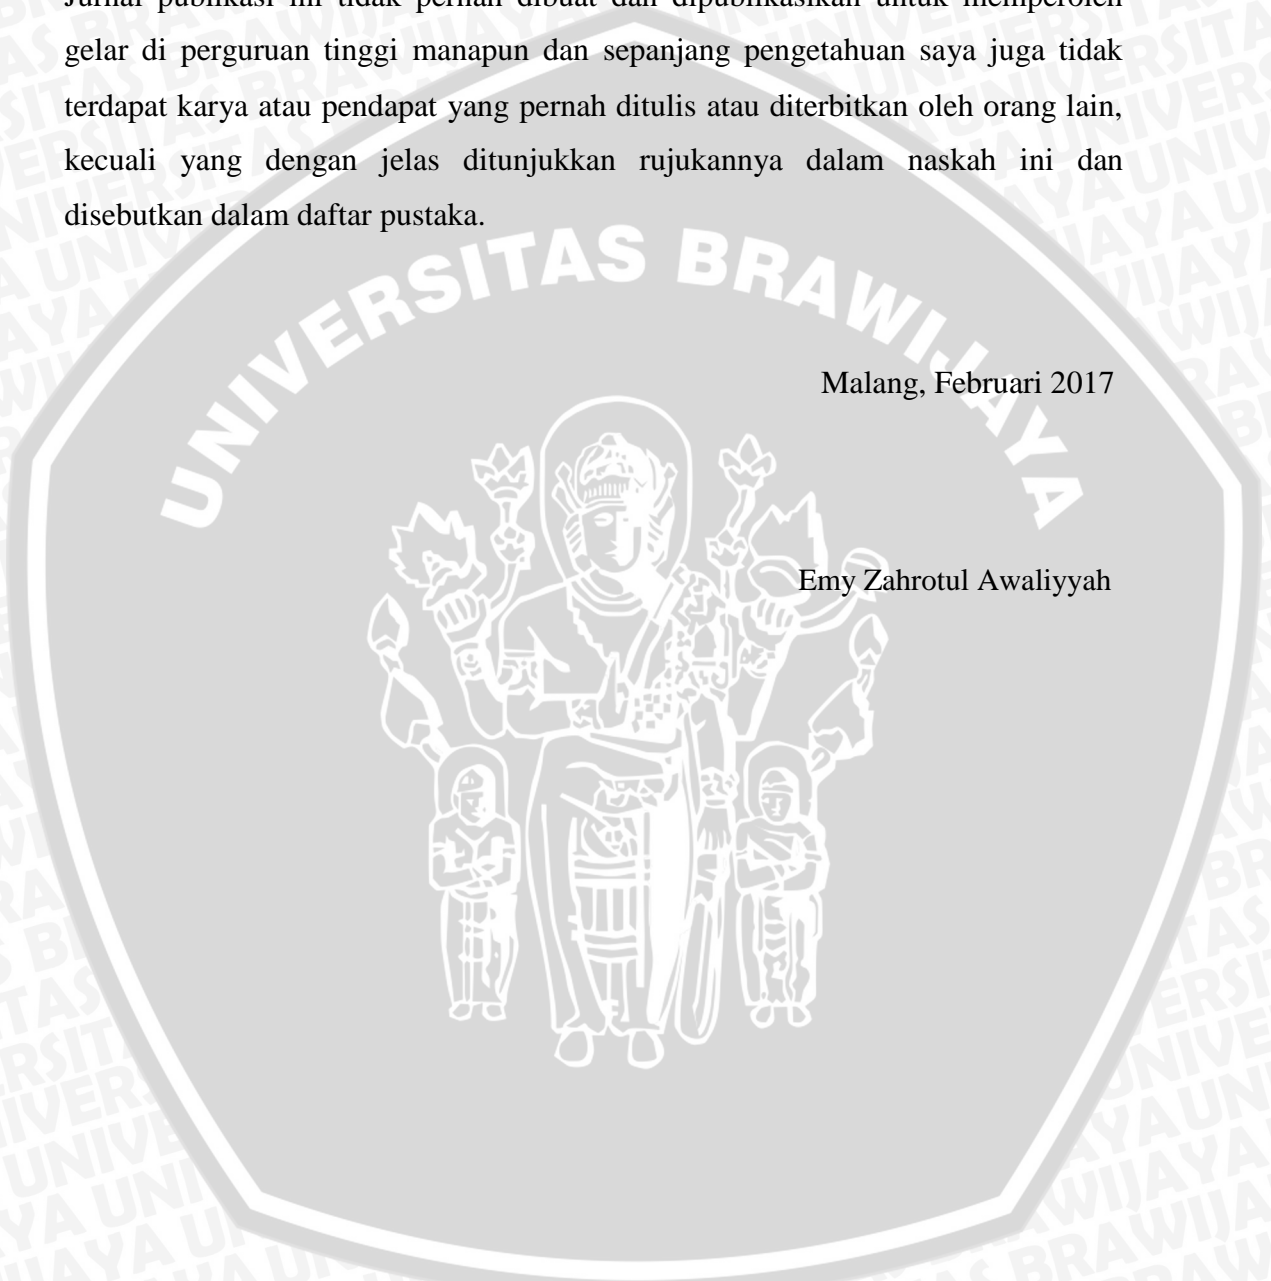 Jurnal publikasi ini tidak pernah dibuat dan dipublikasikan untuk memperoleh
gelar di perguruan tinggi manapun dan sepanjang pengetahuan saya juga tidak
terdapat karya atau pendapat yang pernah ditulis atau diterbitkan oleh orang lain,
kecuali yang dengan jelas ditunjukkan rujukannya dalam naskah ini dan
disebutkan dalam daftar pustaka.
UNIVERSITAS BRAWIJAYA
Malang, Februari 2017
Emy Zahrotul Awaliyyah